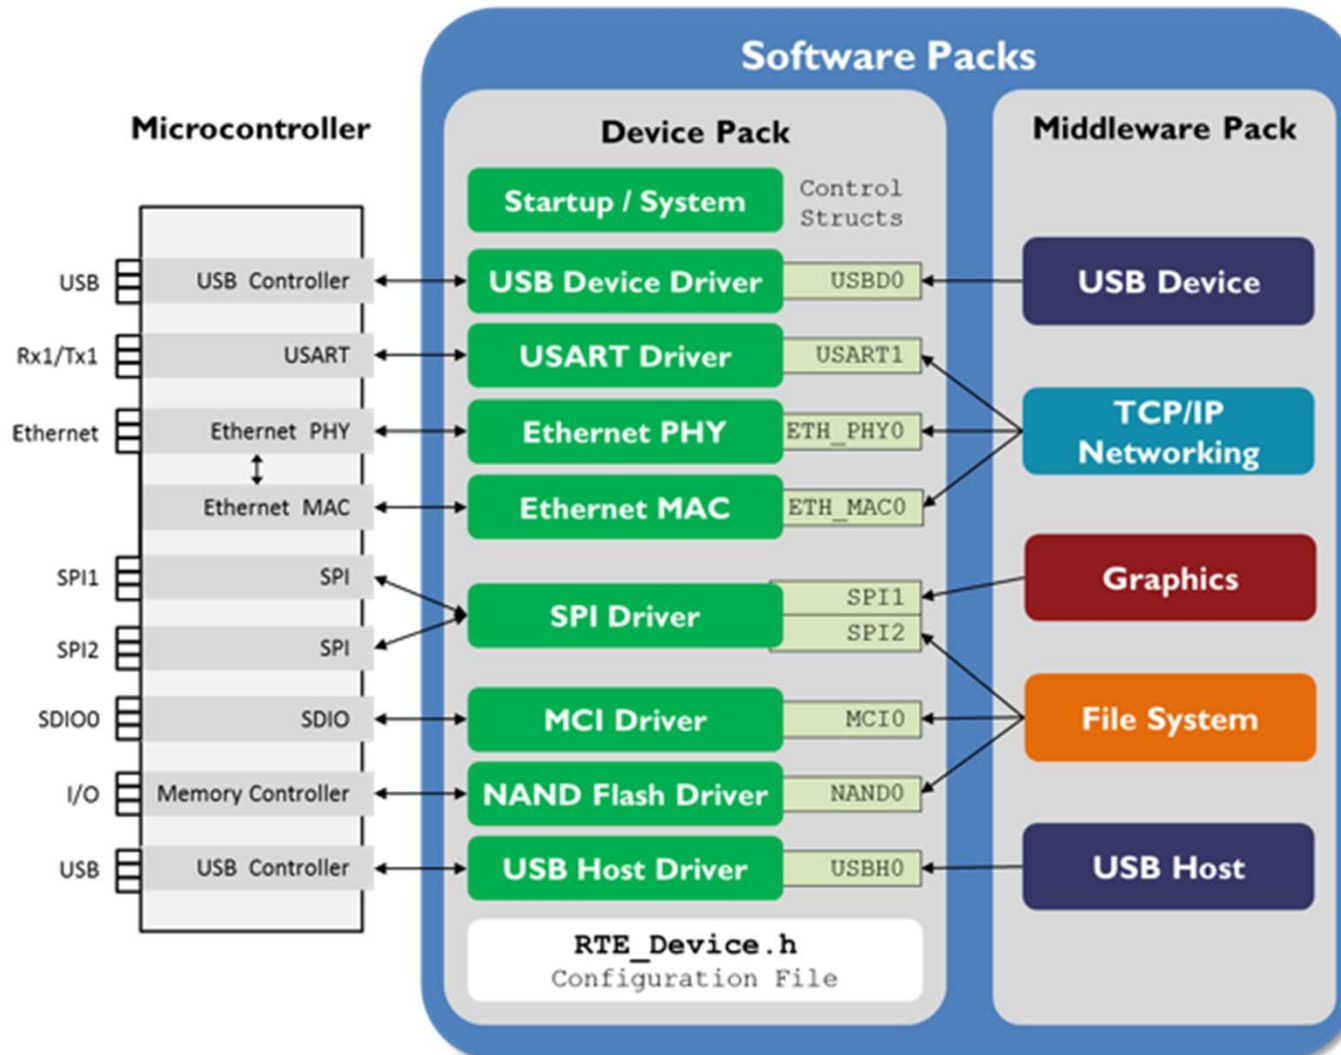 Software Packs
Microcontroller
Device Pack
Middleware Pack
Startup / System
Control
Structs
USB
USB Controller
USB Device Driver
USBD0
USB Device
Rx1/Tx1
USART
USART Driver
USART1
Ethernet
Ethernet PHY
Ethernet PHY
ETH_PHY0
TCP/IP
Networking
Ethernet MAC
Ethernet MAC
ETH_MAC0
SPI1
SPI
SPI Driver
SPI1
Graphics
SPI2
SPI
SPI2
SDIO0
SDIO
MCI Driver
MCI0
File System
I/O
Memory Controller
NAND Flash Driver
NAND0
USB
USB Controller
USB Host Driver
USBH0
USB Host
RTE_Device.h
Configuration File